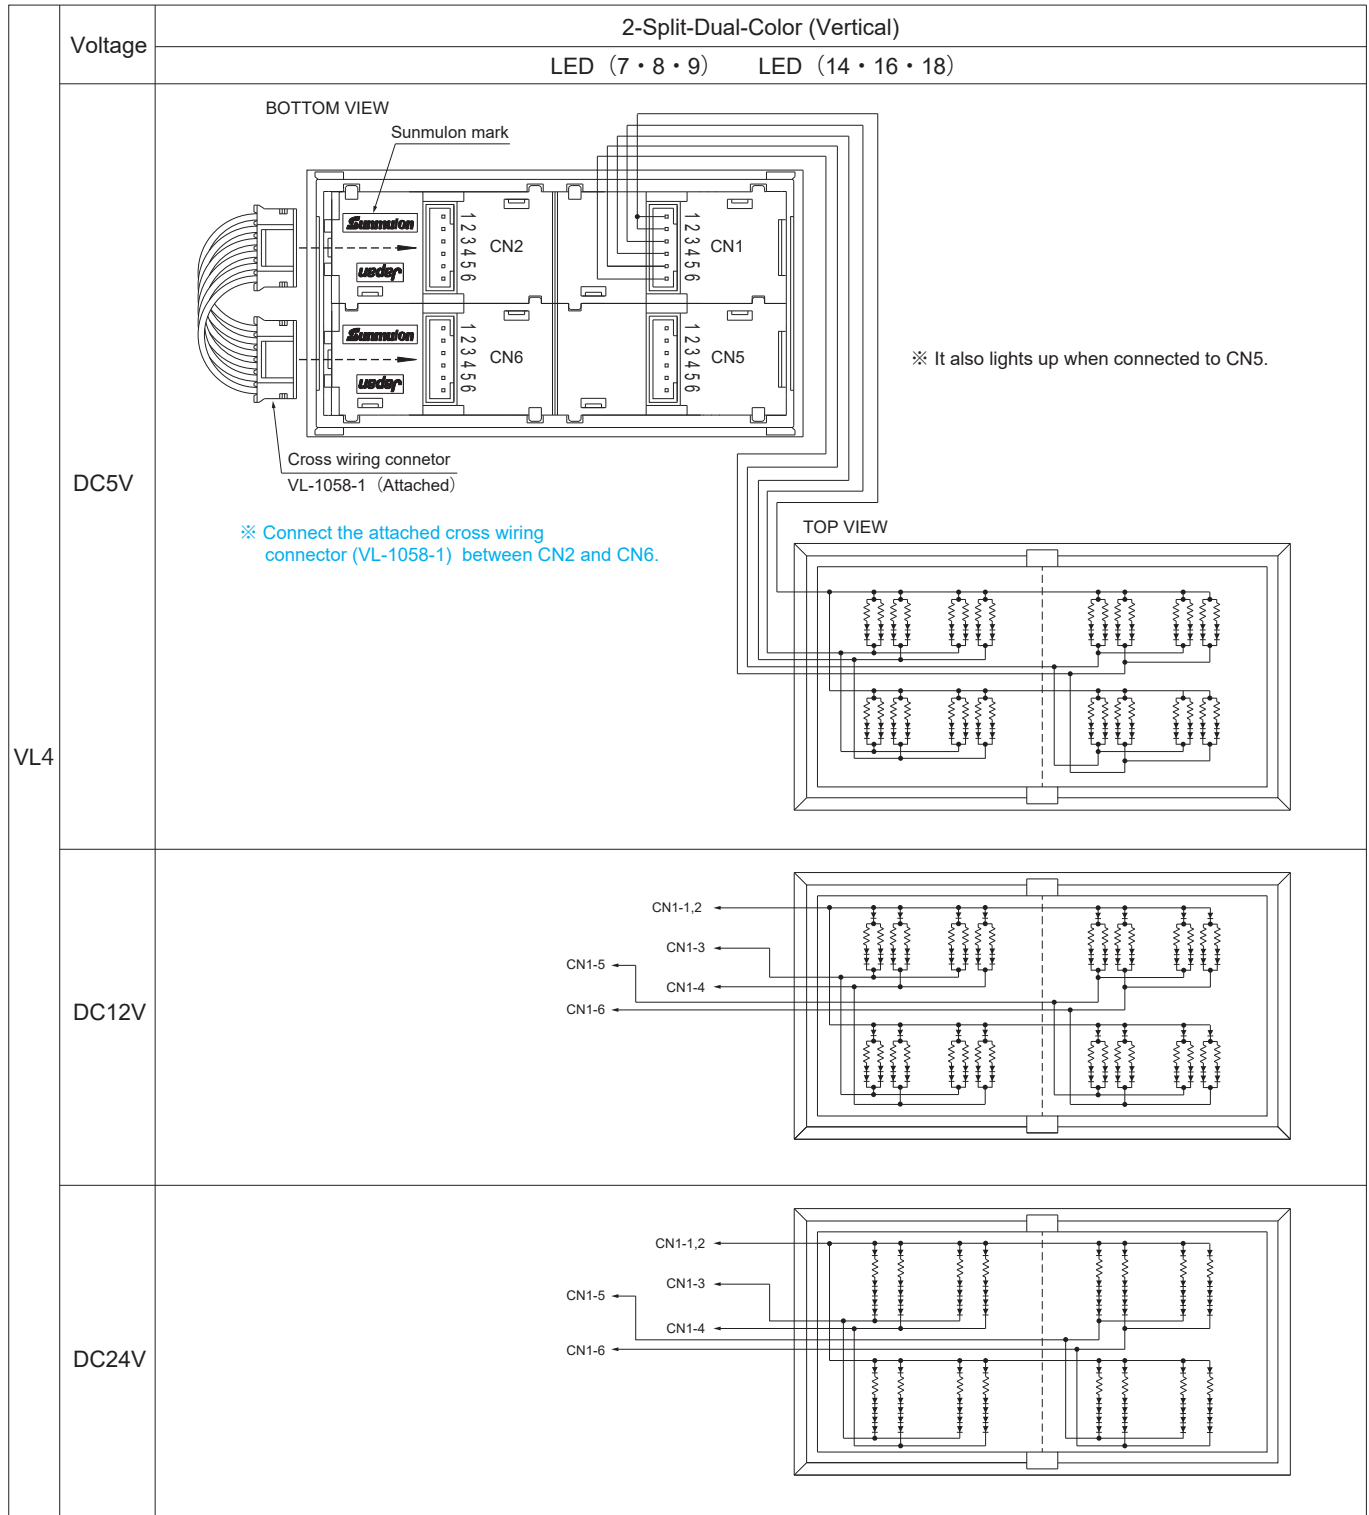 Voltage
2-Split-Dual-Color (Vertical)
LED（7・8・9） LED（14・16・18）
VL4
DC5V
BOTTOM VIEW
Sunmulon mark
Sunmulon
Japan
1 2 3 4 5 6
CN2
1 2 3 4 5 6
CN1
Sunmulon
Japan
1 2 3 4 5 6
CN6
1 2 3 4 5 6
CN5
※ It also lights up when connected to CN5.
Cross wiring connetor
VL-1058-1（Attached）
※ Connect the attached cross wiring
connector (VL-1058-1) between CN2 and CN6.
TOP VIEW
DC12V
CN1-1,2
CN1-3
CN1-5
CN1-4
CN1-6
DC24V
CN1-1,2
CN1-3
CN1-5
CN1-4
CN1-6